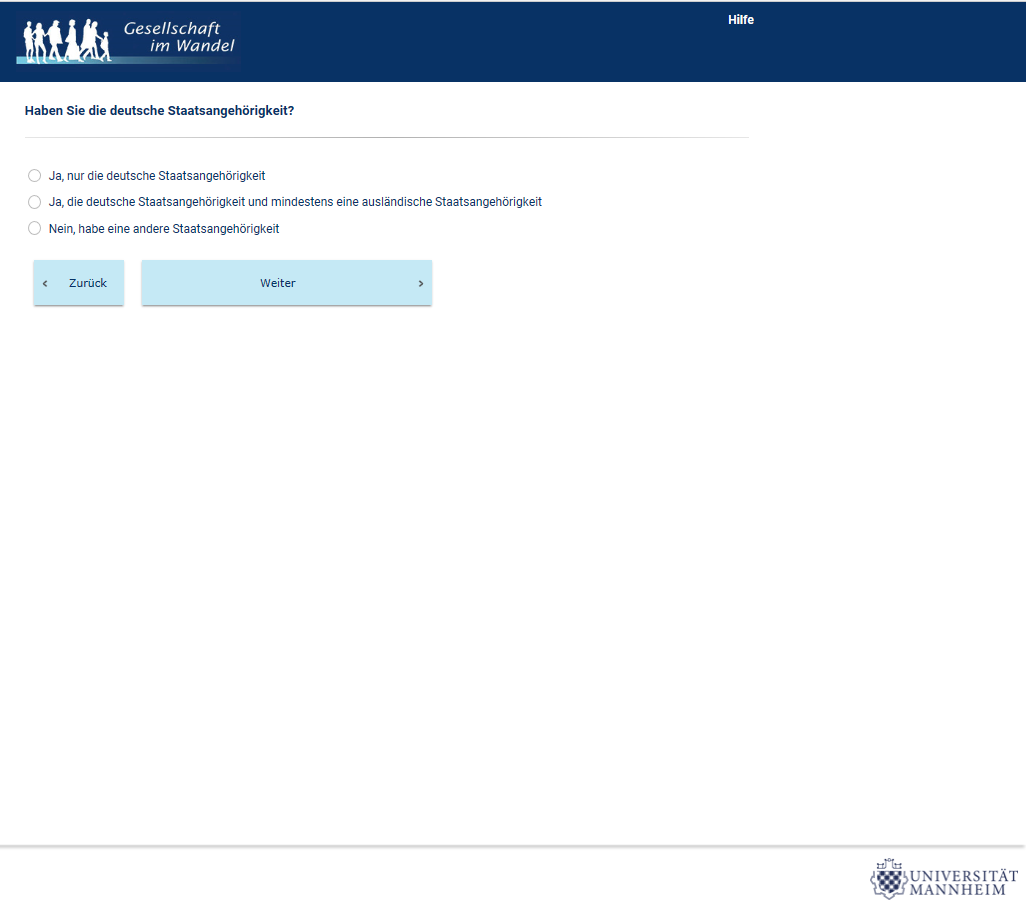 Gesellschaft
im Wandel
Hilfe
Haben Sie die deutsche Staatsangehörigkeit?
Ja, nur die deutsche Staatsangehörigkeit
Ja, die deutsche Staatsangehörigkeit und mindestens eine ausländische Staatsangehörigkeit
Nein, habe eine andere Staatsangehörigkeit
‹ Zurück
Weiter ›
UNIVERSITÄT
MANNHEIM